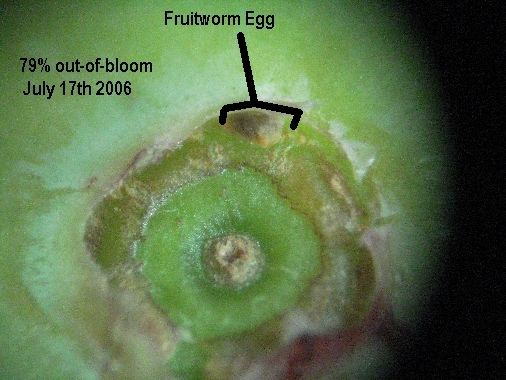 Fruitworm Egg
79% out-of-bloom
July 17th 2006